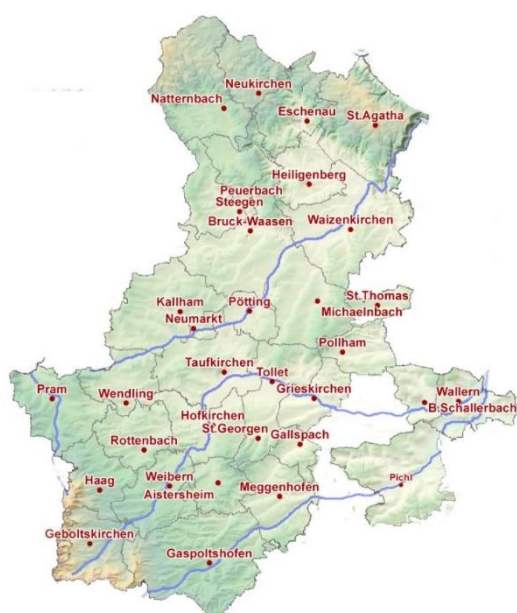 Neukirchen
Natternbach
Eschenau
St.Agatha
Heiligenberg
Peuerbach
Steegen
Bruck-Waasen
Waizenkirchen
Kallham
Pötting
St.Thomas
Michaelnbach
Neumarkt
Pollham
Taufkirchen
Tollet
Pram
Wendling
Grieskirchen
Wallern
B.Schallerbach
Hofkirchen
St.Georgen
Rottenbach
Gallspach
Haag
Weibern
Aistersheim
Meggenhofen
Pichl
Geboltskirchen
Gaspoltshofen